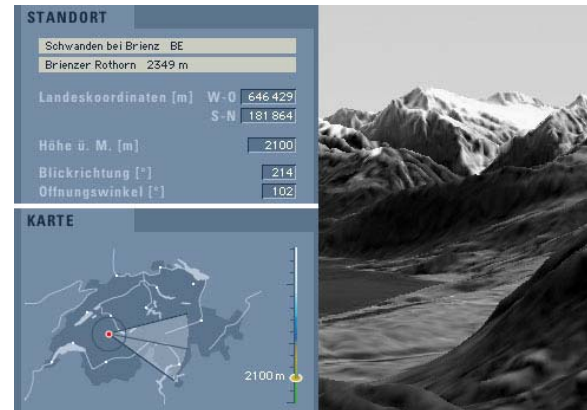 STANDORT
Schwanden bei Brienz BE
Brienzer Rothorn 2349 m
Landeskoordinaten [m] W-O 646 429
S-N 181 864
Höhe ü. M. [m] 2100
Blickrichtung [°] 214
Öffnungswinkel [°] 102
KARTE
2100 m